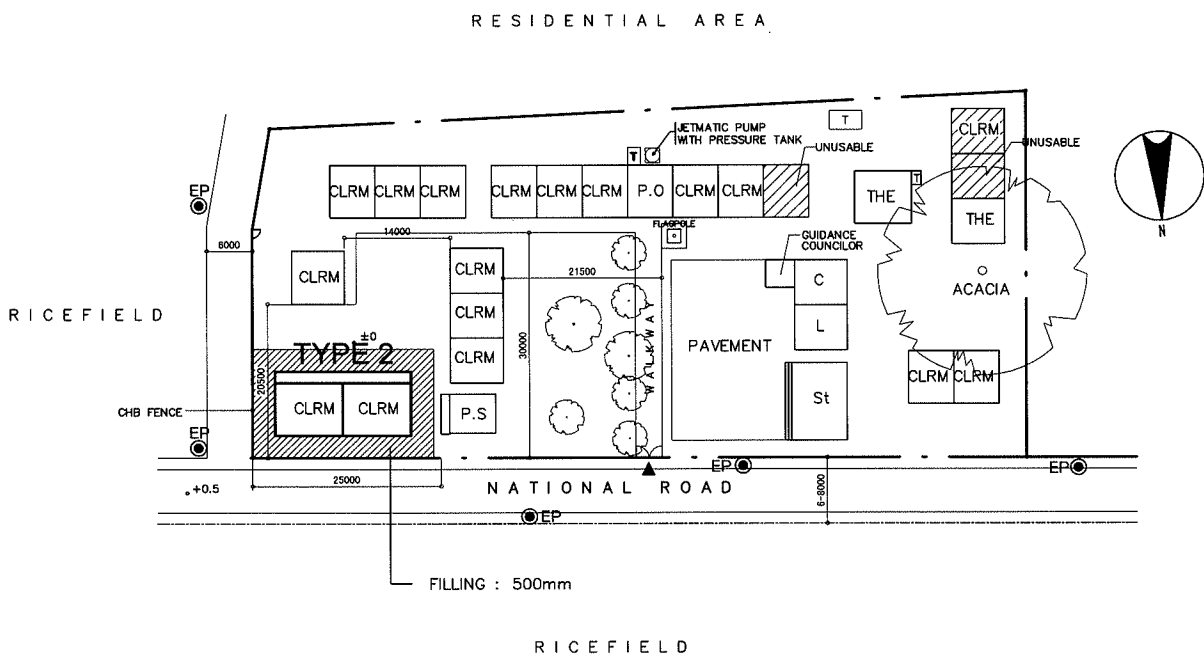 RESIDENTIAL AREA
T
CLRM
JETMATIC PUMP
WITH PRESSURE TANK
UNUSABLE
UNUSABLE
T
EP
CLRM CLRM CLRM
CLRM CLRM CLRM P.O CLRM CLRM
THE
T
THE
N
FLAGPOLE
14000
GUIDANCE
COUNCILOR
6000
CLRM
CLRM
21500
C
ACACIA
RICEFIELD
CLRM
L
±0
TYPE 2
30000
WALKWAY
PAVEMENT
CLRM
20500
CLRM CLRM
CHB FENCE
CLRM CLRM
P.S
St
EP
EP
EP
+0.5
25000
NATIONAL ROAD
6-8000
EP
FILLING : 500mm
RICEFIELD